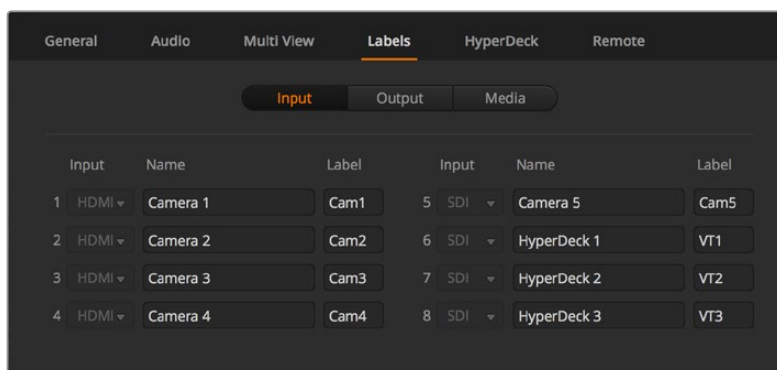 General Audio Multi View Labels HyperDeck Remote
Input Output Media
Input Name Label Input Name Label
1 HDMI Camera 1 Cam1 5 SDI Camera 5 Cam5
2 HDMI Camera 2 Cam2 6 SDI HyperDeck 1 VT1
3 HDMI Camera 3 Cam3 7 SDI HyperDeck 2 VT2
4 HDMI Camera 4 Cam4 8 SDI HyperDeck 3 VT3